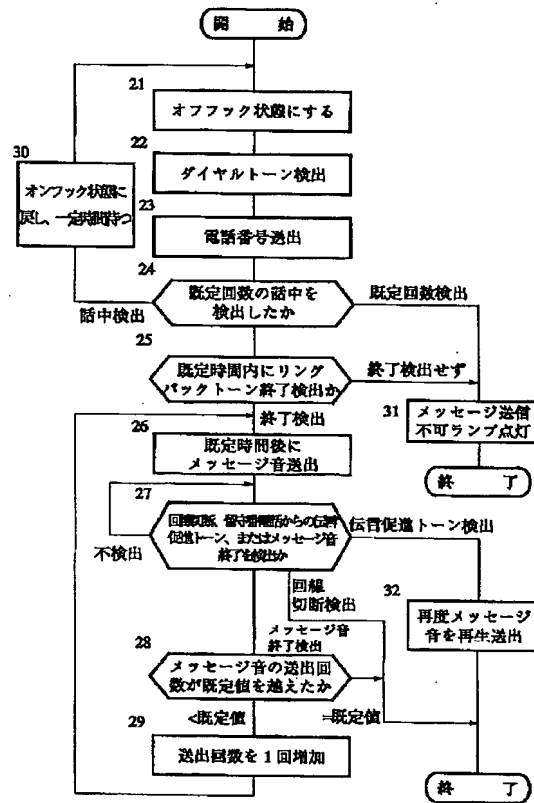 開 始
21
オフフック状態にする
22
ダイヤルトーン検出
30
オンフック状態に
戻し、一定時間待つ
23
電話番号送出
24
既定回数の話中を
検出したか
話中検出
既定回数検出
25
既定時間内にリング
バックトーン終了検出か
終了検出せず
終了検出
31
メッセージ送信
不可ランプ点灯
終 了
26
既定時間後に
メッセージ音送出
27
回線切断、留守番電話からの伝言
促進トーン、またはメッセージ音
終了を検出か
不検出
伝言促進トーン検出
回線
切断検出
32
再度メッセージ
音を再生送出
メッセージ音
終了検出
28
メッセージ音の送出回
数が既定値を越えたか
<既定値
=既定値
29
送出回数を1回増加
終 了